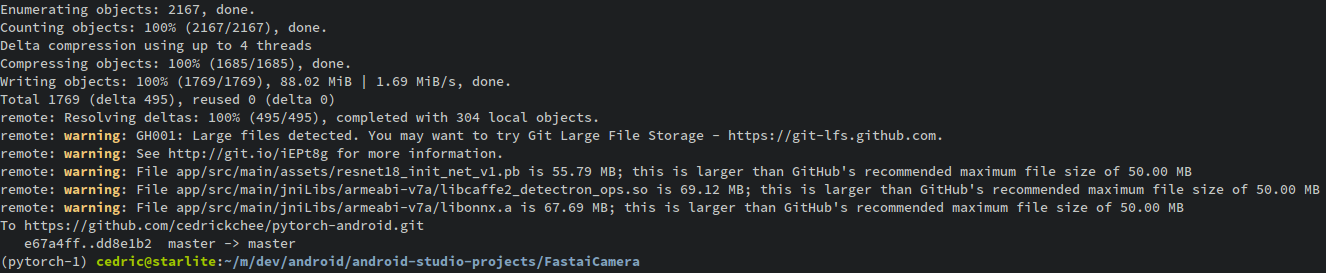 Enumerating objects: 2167, done.
Counting objects: 100% (2167/2167), done.
Delta compression using up to 4 threads
Compressing objects: 100% (1685/1685), done.
Writing objects: 100% (1769/1769), 88.02 MiB | 1.69 MiB/s, done.
Total 1769 (delta 495), reused 0 (delta 0)
remote: Resolving deltas: 100% (495/495), completed with 304 local objects.
remote: warning: GH001: Large files detected. You may want to try Git Large File Storage - https://git-lfs.github.com.
remote: warning: See http://git.io/iEPt8g for more information.
remote: warning: File app/src/main/assets/resnet18_init_net_v1.pb is 55.79 MB; this is larger than GitHub's recommended maximum file size of 50.00 MB
remote: warning: File app/src/main/jniLibs/armeabi-v7a/libcaffe2_detectron_ops.so is 69.12 MB; this is larger than GitHub's recommended maximum file size of 50.00 MB
remote: warning: File app/src/main/jniLibs/armeabi-v7a/libonnx.a is 67.69 MB; this is larger than GitHub's recommended maximum file size of 50.00 MB
To https://github.com/cedrickchee/pytorch-android.git
   e67a4ff..dd8e1b2  master -> master
(pytorch-1) cedric@starlite:~/m/dev/android/android-studio-projects/FastaiCamera